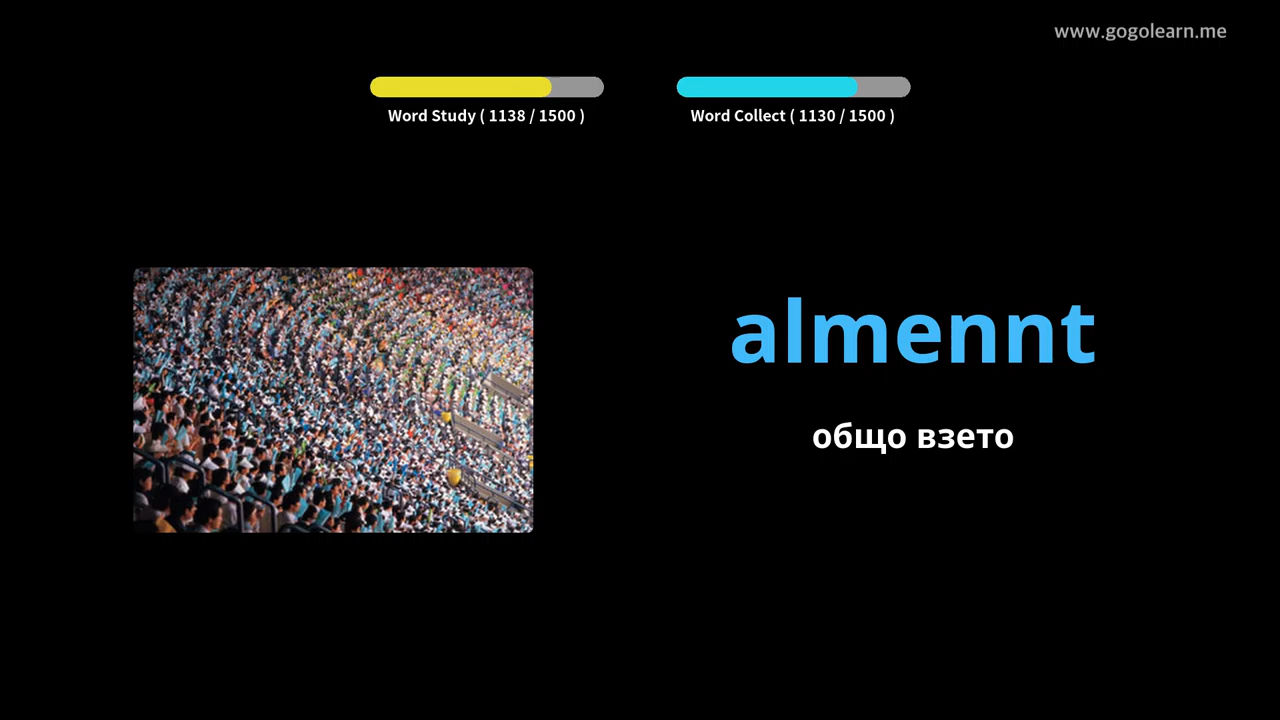 www.gogolearn.me
Word Study ( 1138 / 1500 )
Word Collect ( 1130 / 1500 )
almennt
общо взето